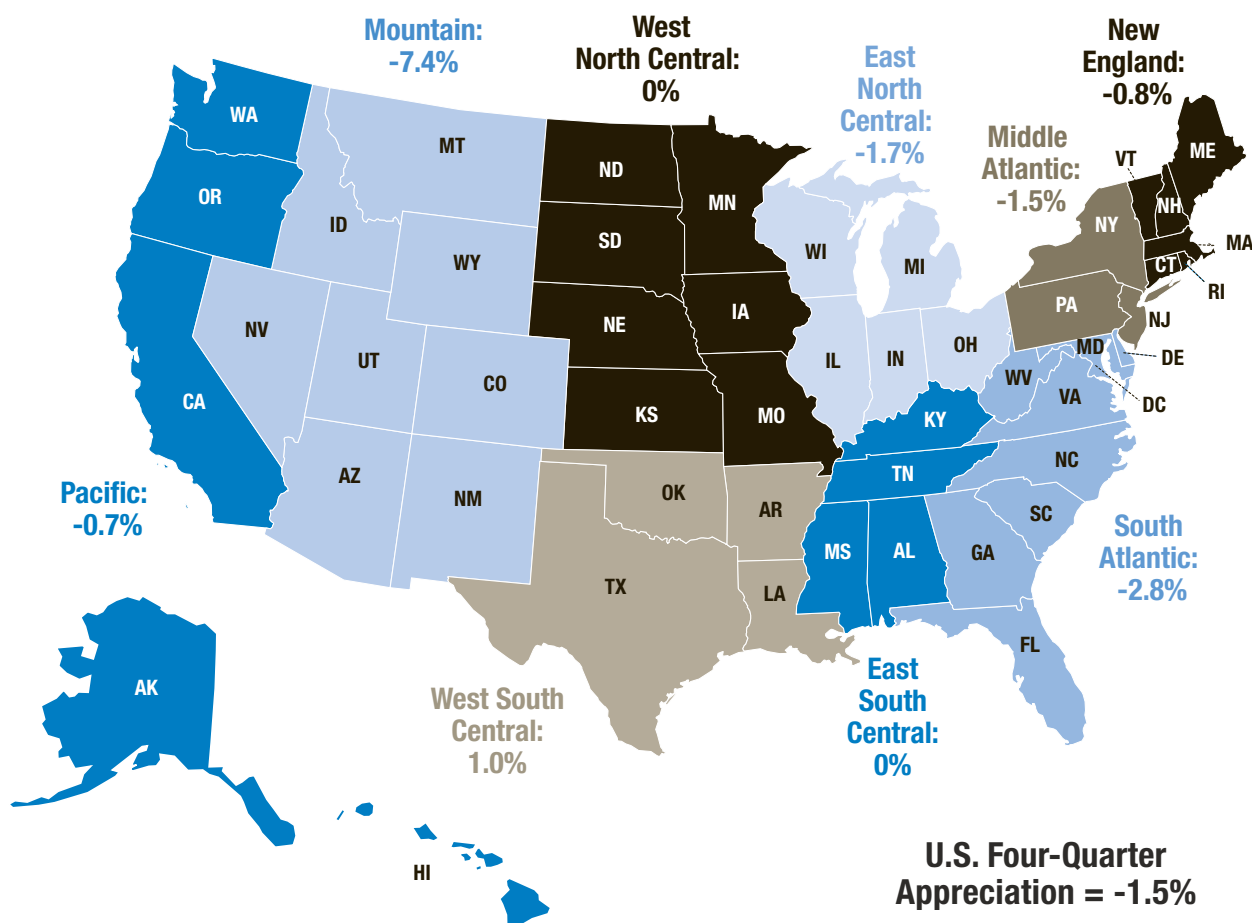 Mountain:
-7.4%
West
North Central:
0%
East
North
Central:
-1.7%
New
England:
-0.8%
Middle
Atlantic:
-1.5%
WA
OR
CA
MT
ID
WY
NV
UT
CO
AZ
NM
ND
SD
NE
KS
MN
IA
MO
WI
MI
IL
IN
OH
NY
PA
NJ
VT
NH
ME
MA
CT
RI
MD
DE
DC
WV
VA
KY
TN
NC
SC
MS
AL
GA
FL
OK
AR
TX
LA
Pacific:
-0.7%
South
Atlantic:
-2.8%
West South
Central:
1.0%
East
South
Central:
0%
AK
HI
U.S. Four-Quarter
Appreciation = -1.5%